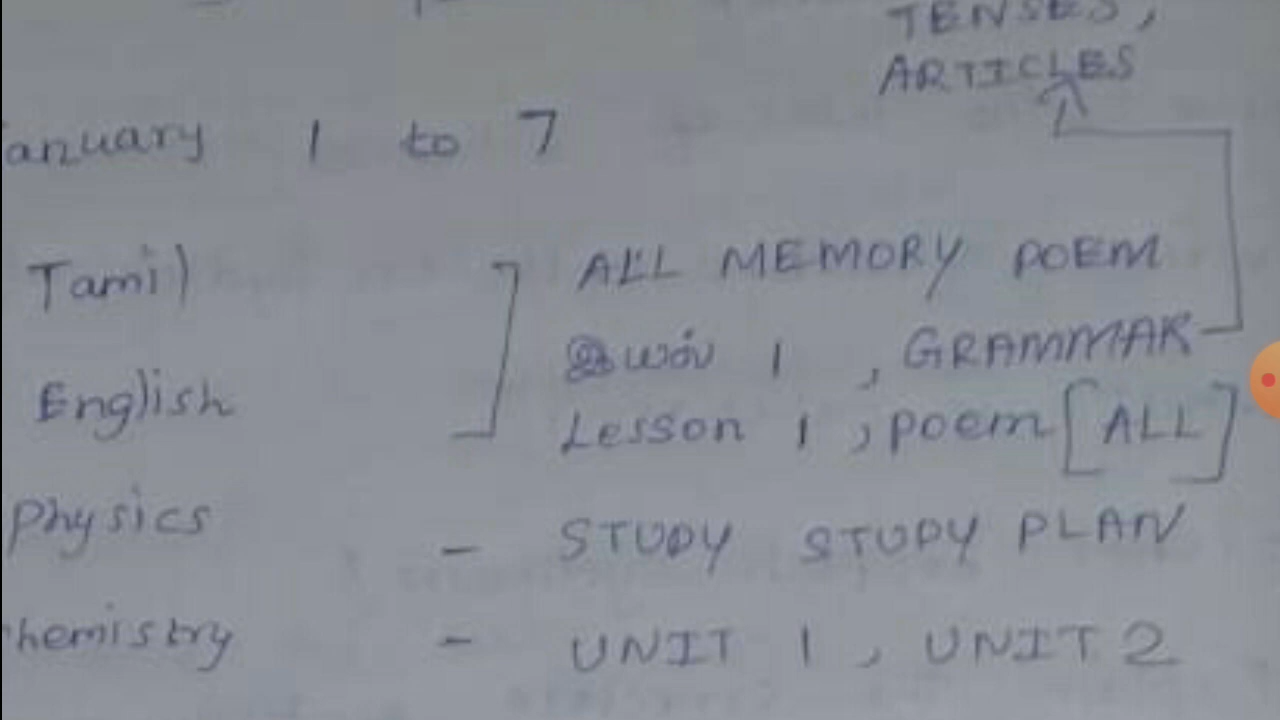 TENSES,
ARTICLES
anuary 1 to 7
Tamil
ALL MEMORY POEM
இயல் 1 , GRAMMAR
English
Lesson 1 , poem [ALL]
Physics - STUDY STUDY PLAN
hemistry - UNIT 1 , UNIT 2